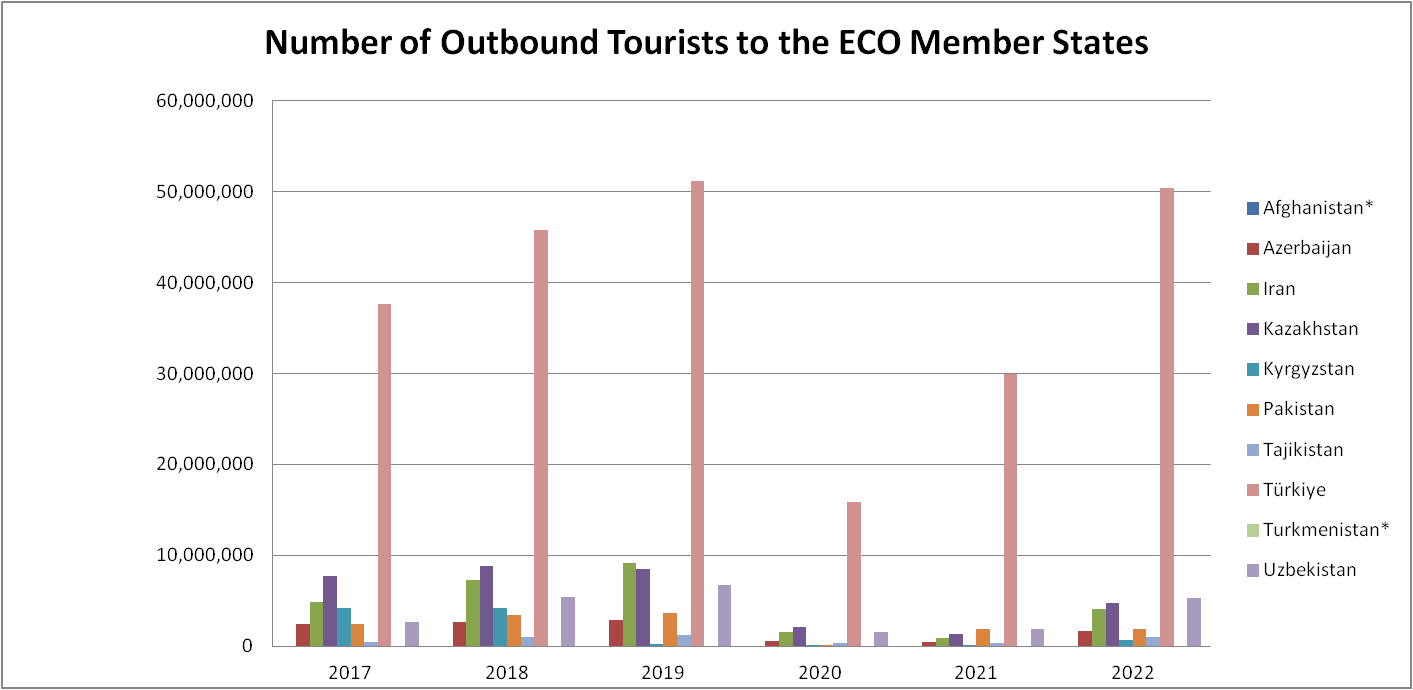 Number of Outbound Tourists to the ECO Member States
60,000,000
50,000,000
40,000,000
30,000,000
20,000,000
10,000,000
0
2017 2018 2019 2020 2021 2022
Afghanistan*
Azerbaijan
Iran
Kazakhstan
Kyrgyzstan
Pakistan
Tajikistan
Türkiye
Turkmenistan*
Uzbekistan